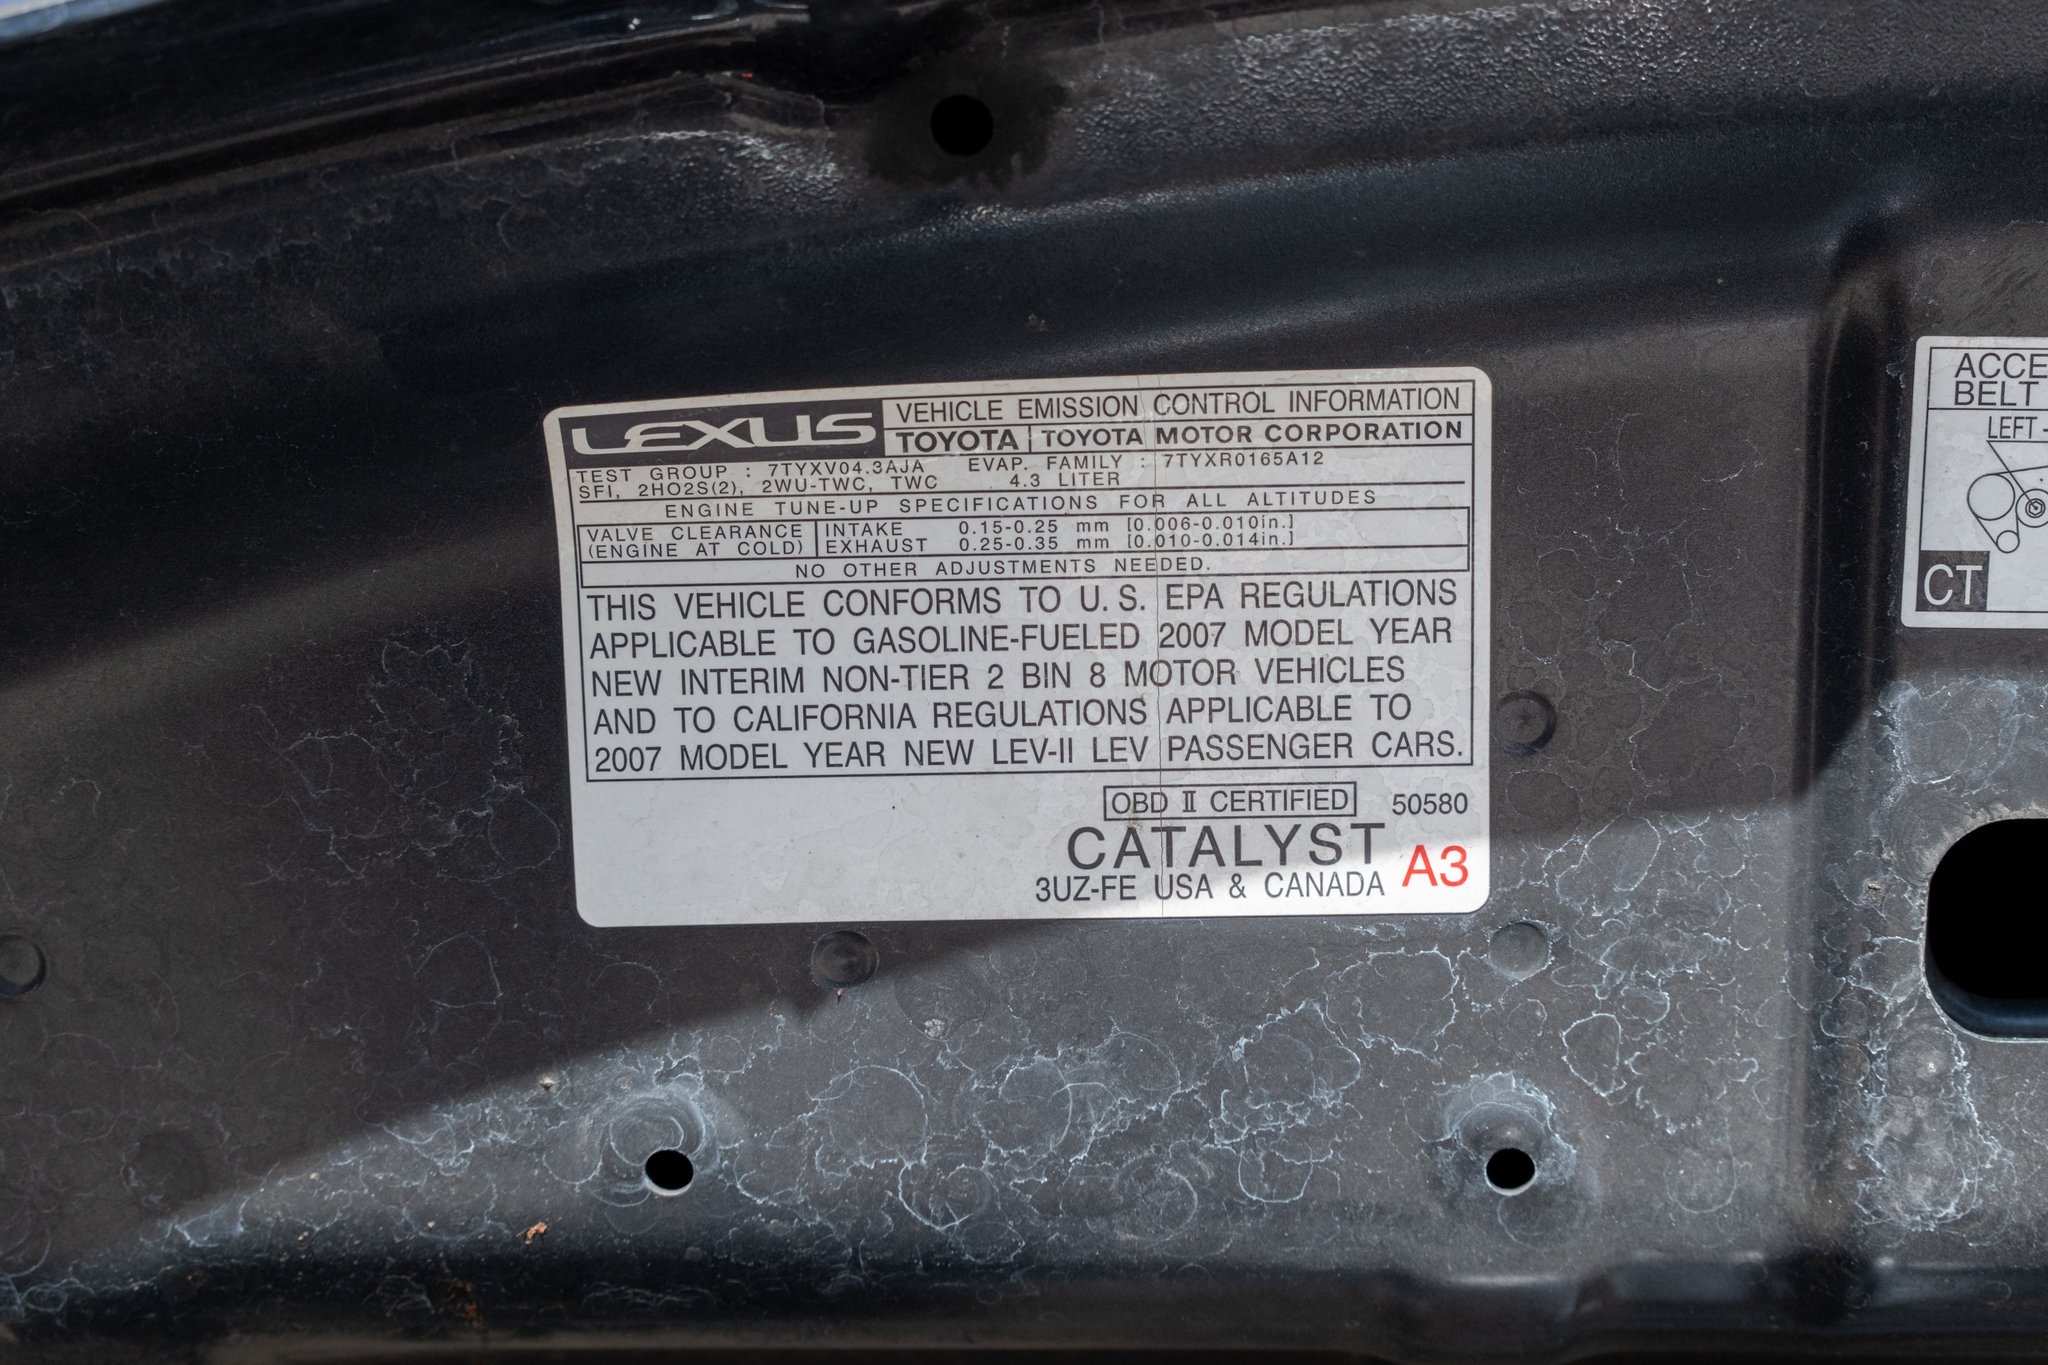 LEXUS
VEHICLE EMISSION CONTROL INFORMATION
TOYOTA TOYOTA MOTOR CORPORATION
TEST GROUP : 7TYXV04.3AJA EVAP. FAMILY : 7TYXR0165A12
SFI, 2HO2S(2), 2WU-TWC, TWC 4.3 LITER
ENGINE TUNE-UP SPECIFICATIONS FOR ALL ALTITUDES
VALVE CLEARANCE INTAKE 0.15-0.25 mm [0.006-0.010in.]
(ENGINE AT COLD) EXHAUST 0.25-0.35 mm [0.010-0.014in.]
NO OTHER ADJUSTMENTS NEEDED.
THIS VEHICLE CONFORMS TO U.S. EPA REGULATIONS
APPLICABLE TO GASOLINE-FUELED 2007 MODEL YEAR
NEW INTERIM NON-TIER 2 BIN 8 MOTOR VEHICLES
AND TO CALIFORNIA REGULATIONS APPLICABLE TO
2007 MODEL YEAR NEW LEV-II LEV PASSENGER CARS.
OBD II CERTIFIED 50580
CATALYST A3
3UZ-FE USA & CANADA
ACCE
BELT
LEFT-
CT